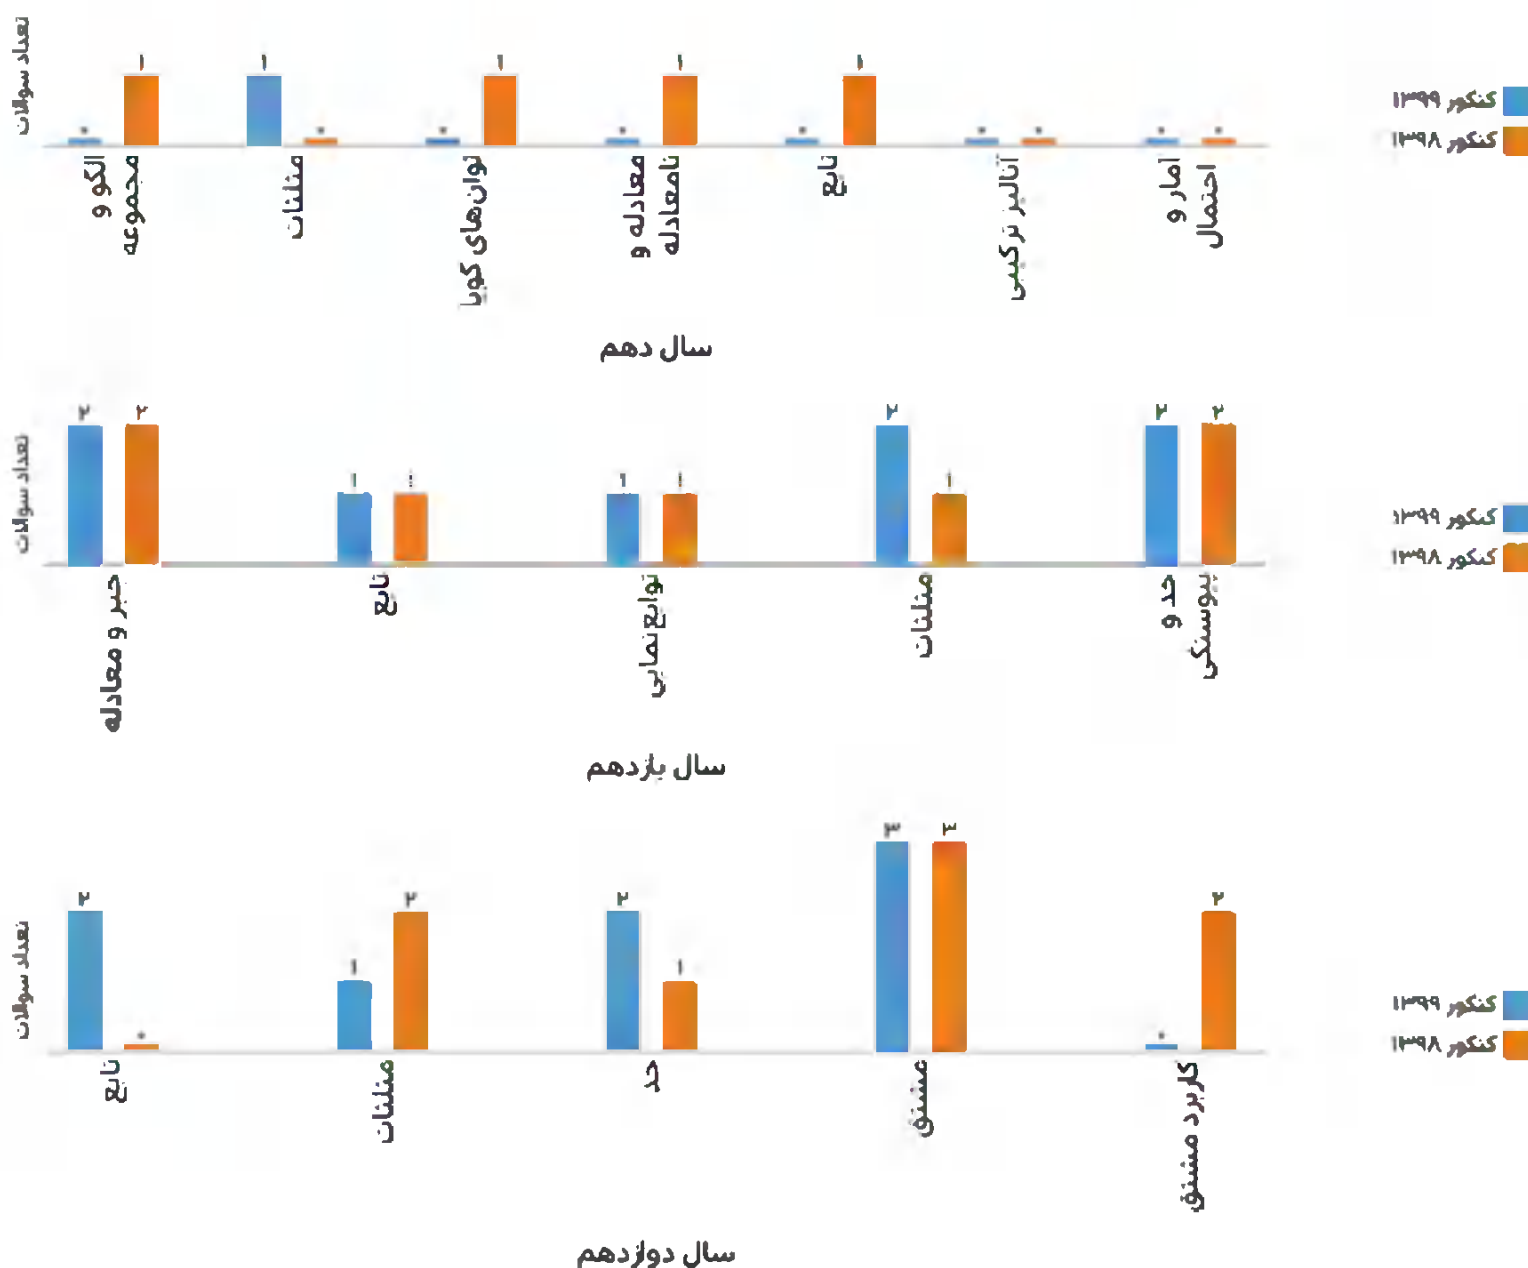 تعداد سوالات
۰
۱
۱
۰
۰
۱
۰
۱
۰
۱
۰
۰
۰
۰
الگو و
مجموعه
مثلثات
توان‌های گویا
معادله و
نامعادله
تابع
آنالیز ترکیبی
آمار و
احتمال
کنکور ۱۳۹۹
کنکور ۱۳۹۸
سال دهم
تعداد سوالات
۲
۲
۱
۱
۱
۱
۲
۱
۲
۲
جبر و معادله
تابع
توابع نمایی
مثلثات
حد و
پیوستگی
کنکور ۱۳۹۹
کنکور ۱۳۹۸
سال یازدهم
تعداد سوالات
۲
۰
۱
۲
۲
۱
۳
۳
۰
۲
تابع
مثلثات
حد
مشتق
کاربرد مشتق
کنکور ۱۳۹۹
کنکور ۱۳۹۸
سال دوازدهم